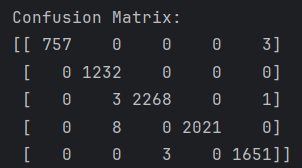 Confusion Matrix:
[[ 757    0    0    0    3]
 [   0 1232    0    0    0]
 [   0    3 2268    0    1]
 [   0    8    0 2021    0]
 [   0    0    3    0 1651]]